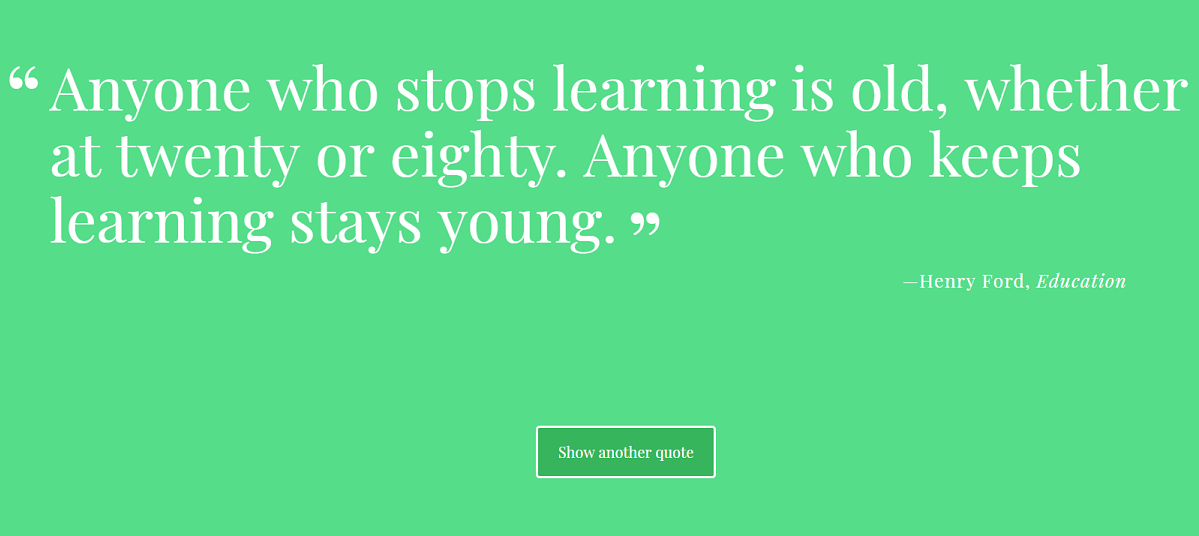 “ Anyone who stops learning is old, whether
at twenty or eighty. Anyone who keeps
learning stays young. ”
—Henry Ford, Education
Show another quote